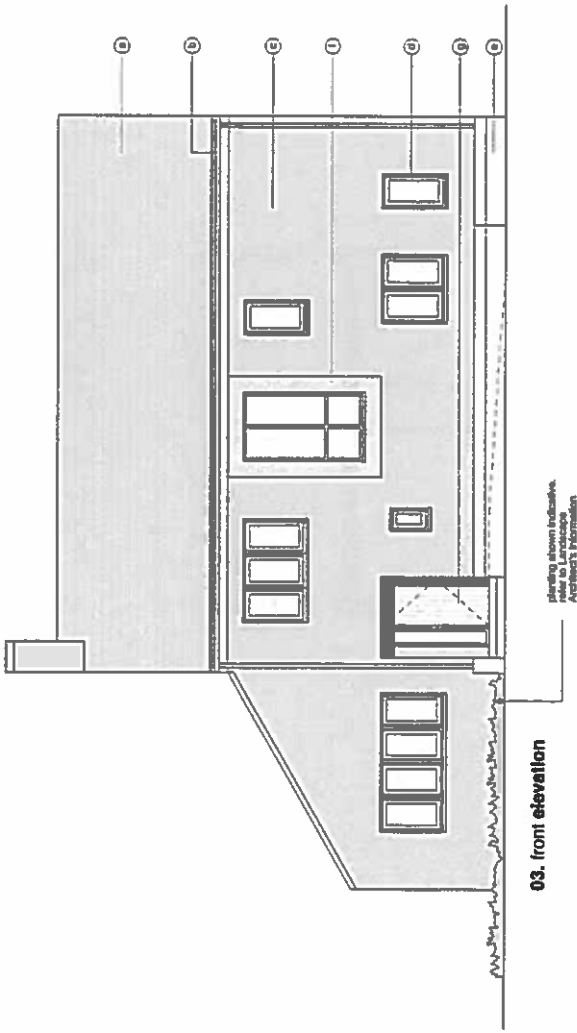 a
b
c
f
d
g
e
planting shown indicative.
refer to Landscape
Architect's information
03. front elevation